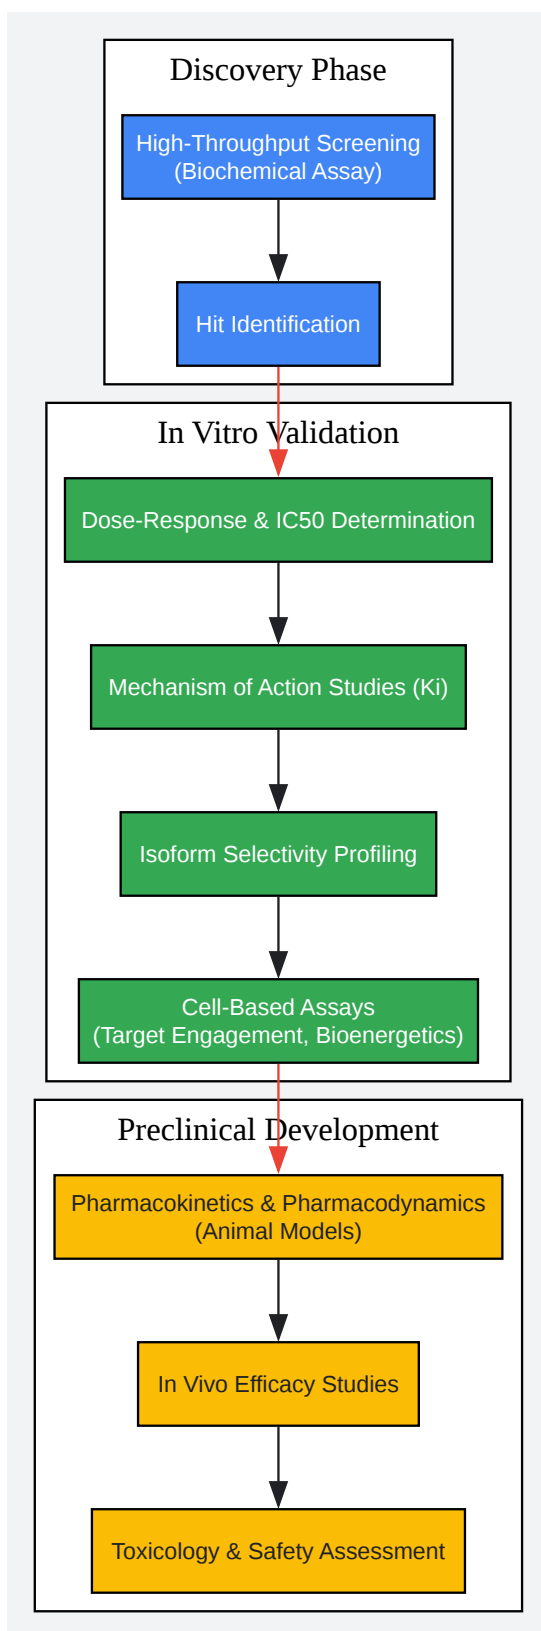 Discovery Phase
High-Throughput Screening
(Biochemical Assay)
Hit Identification
In Vitro Validation
Dose-Response & IC50 Determination
Mechanism of Action Studies (Ki)
Isoform Selectivity Profiling
Cell-Based Assays
(Target Engagement, Bioenergetics)
Preclinical Development
Pharmacokinetics & Pharmacodynamics
(Animal Models)
In Vivo Efficacy Studies
Toxicology & Safety Assessment